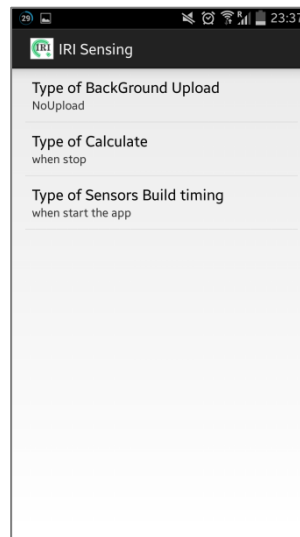 29 R 23:37
IRI IRI Sensing
Type of BackGround Upload
NoUpload
Type of Calculate
when stop
Type of Sensors Build timing
when start the app